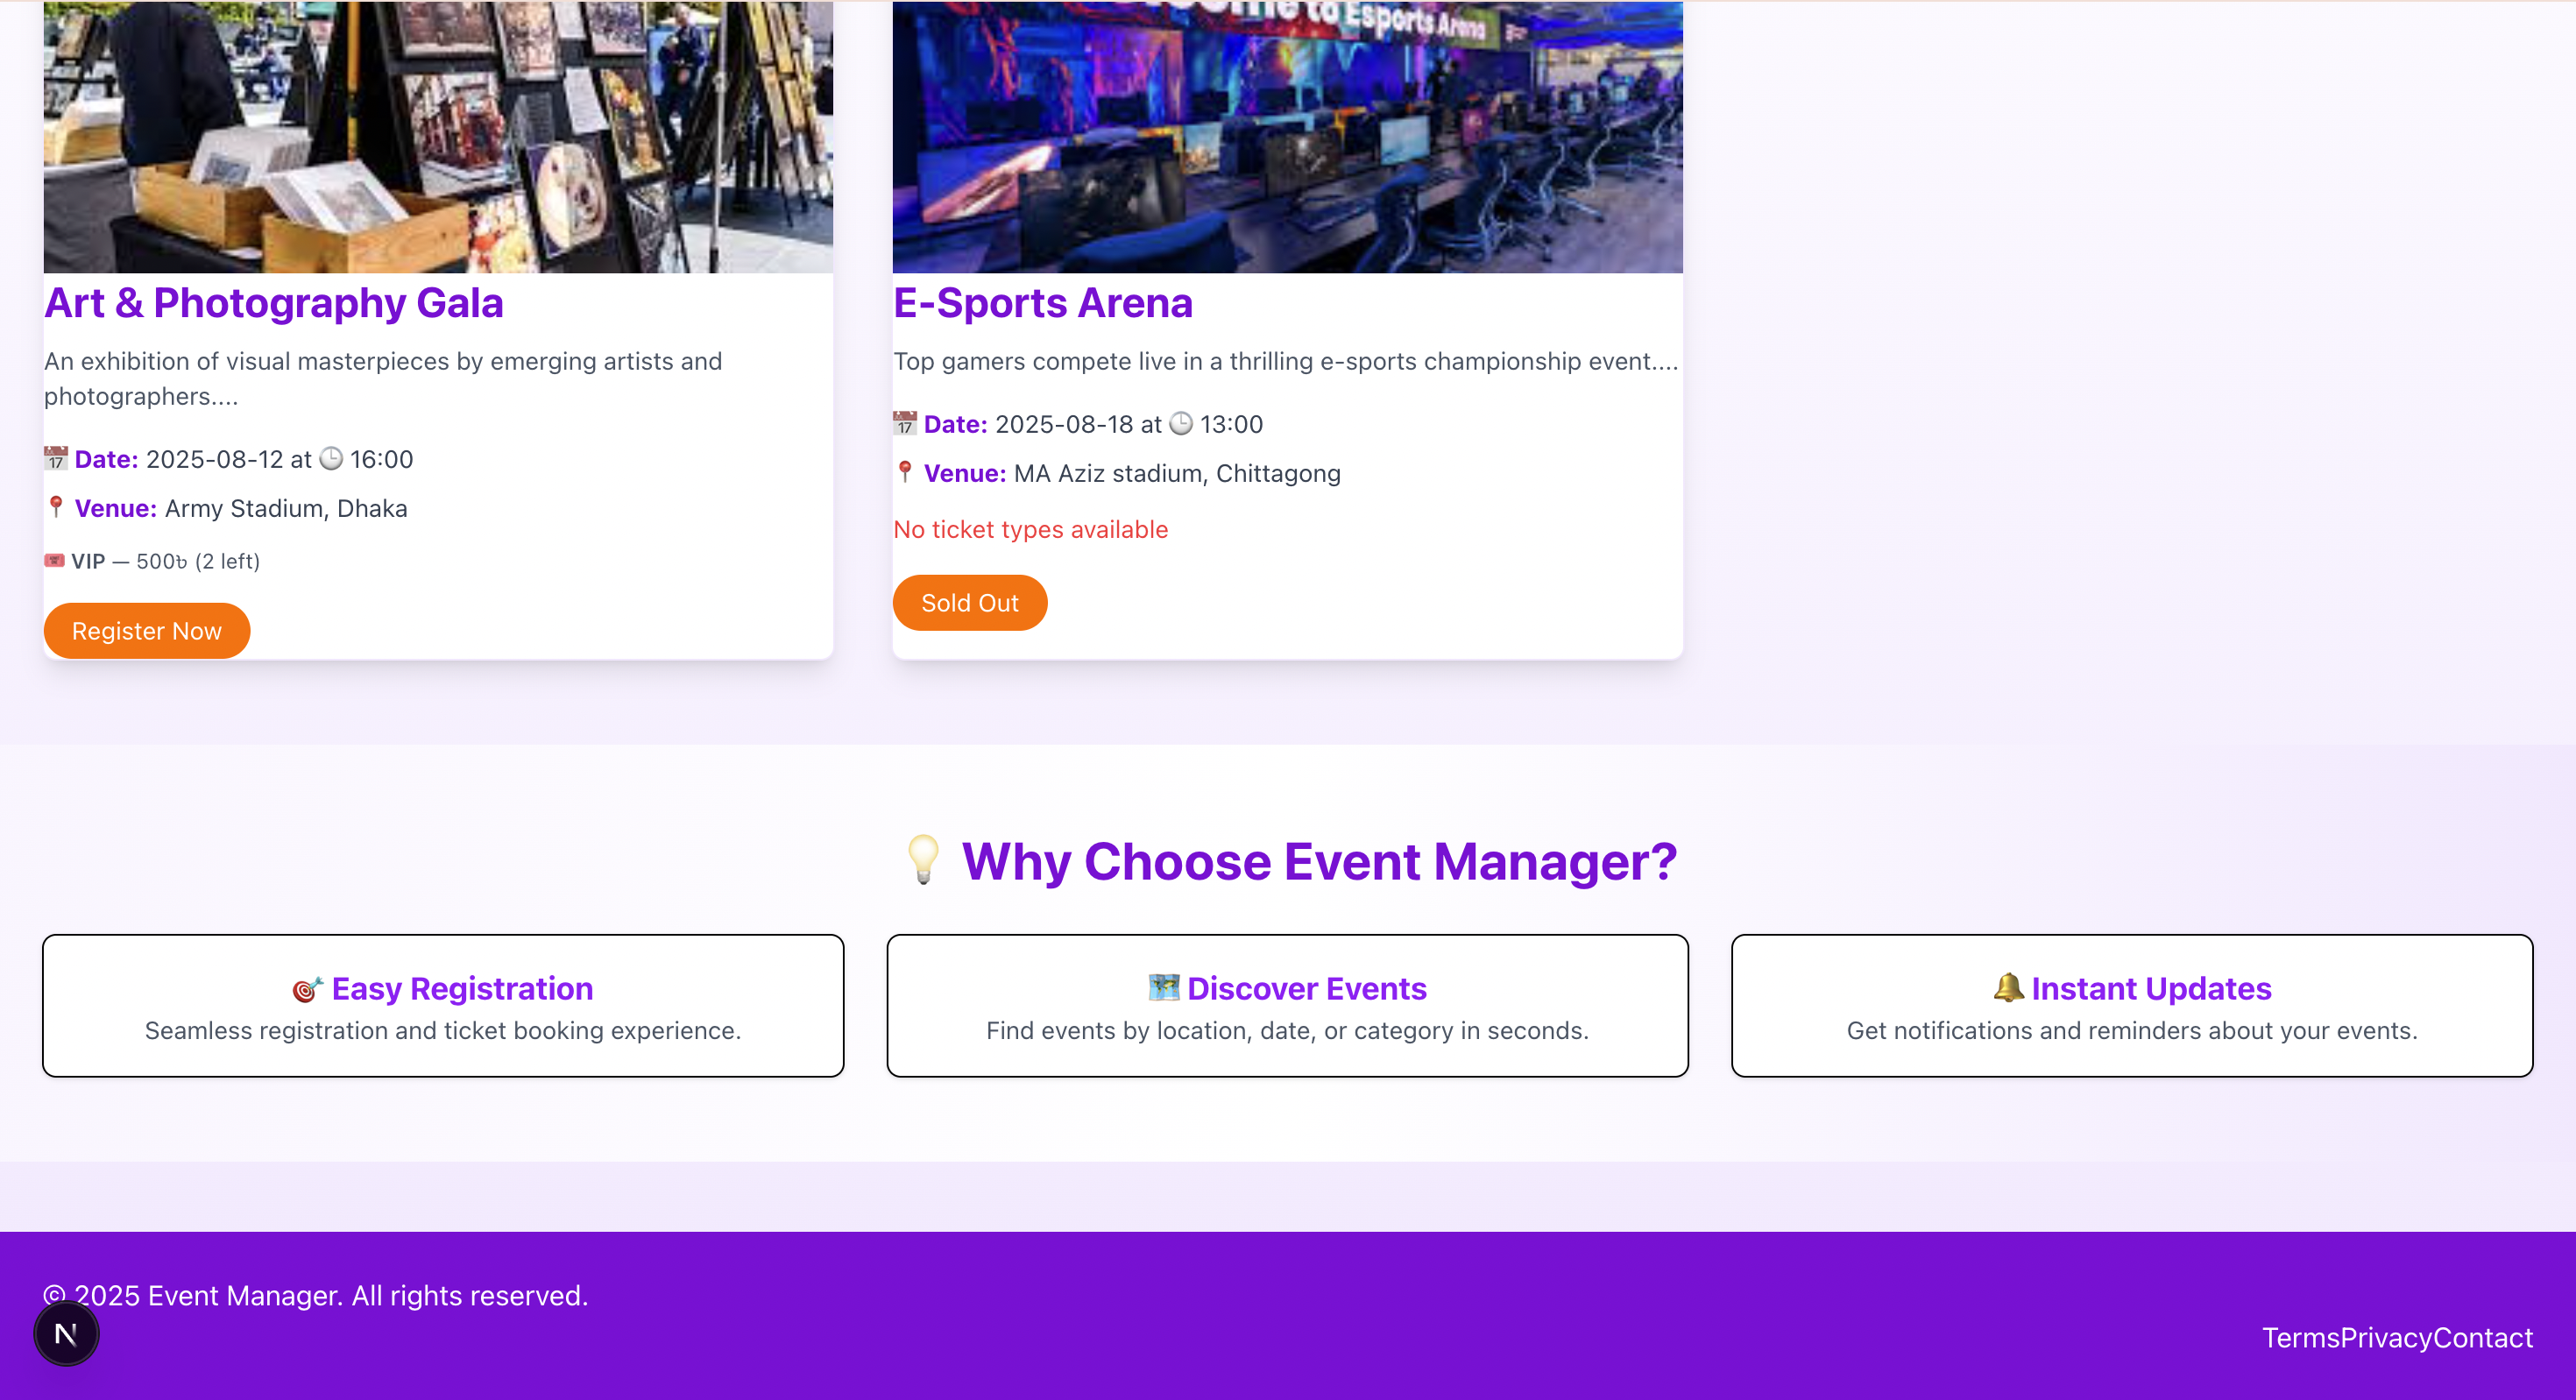 to Esports Arena
Art & Photography Gala
An exhibition of visual masterpieces by emerging artists and
photographers....
📅 Date: 2025-08-12 at 🕒 16:00
📍 Venue: Army Stadium, Dhaka
🎟️ VIP — 500৳ (2 left)
Register Now
E-Sports Arena
Top gamers compete live in a thrilling e-sports championship event....
📅 Date: 2025-08-18 at 🕒 13:00
📍 Venue: MA Aziz stadium, Chittagong
No ticket types available
Sold Out
💡 Why Choose Event Manager?
🎯 Easy Registration
Seamless registration and ticket booking experience.
🗺️ Discover Events
Find events by location, date, or category in seconds.
🔔 Instant Updates
Get notifications and reminders about your events.
© 2025 Event Manager. All rights reserved.
N
TermsPrivacyContact